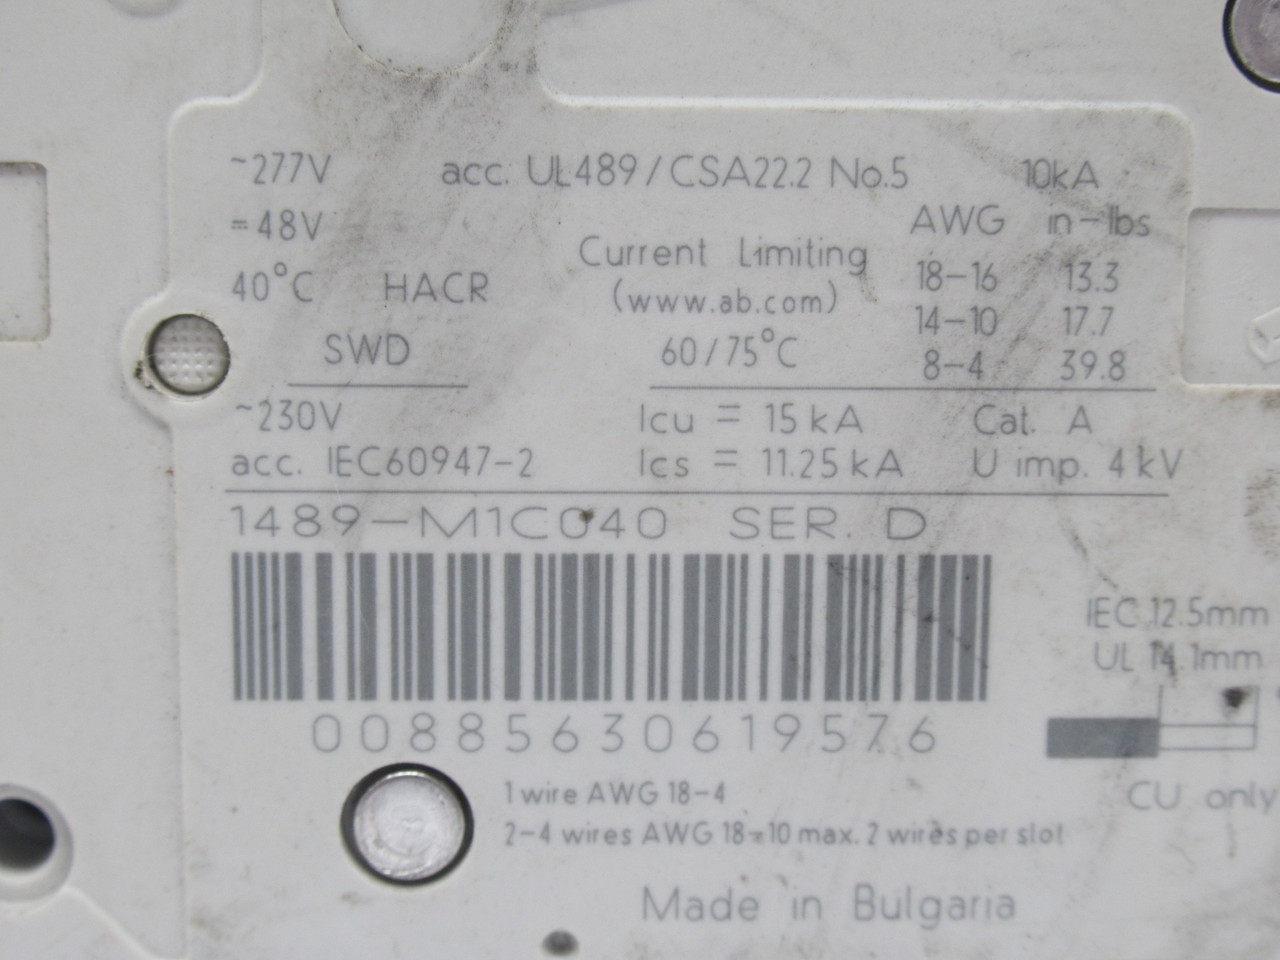 ~277V acc. UL489/CSA22.2 No.5 10kA
=48V AWG in-lbs
40°C HACR Current Limiting 18-16 13.3
(www.ab.com) 14-10 17.7
SWD 60/75°C 8-4 39.8
~230V Icu = 15 kA Cat. A
acc. IEC60947-2 Ics = 11.25 kA U imp. 4 kV
1489-M1C040 SER. D
IEC 12.5mm
UL 14.1mm
00885630619576
CU only
1 wire AWG 18-4
2-4 wires AWG 18-10 max. 2 wires per slot
Made in Bulgaria